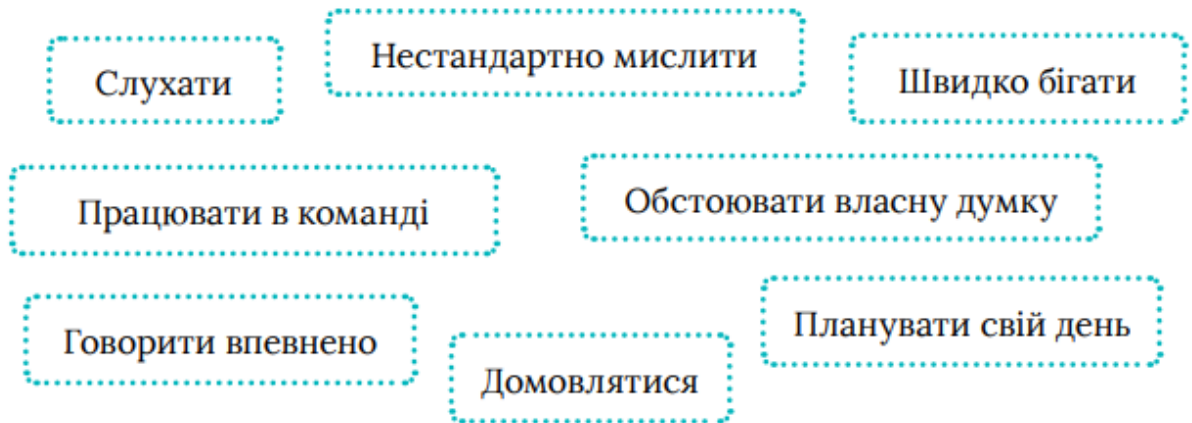 Нестандартно мислити
Слухати
Швидко бігати
Працювати в команді
Обстоювати власну думку
Говорити впевнено
Планувати свій день
Домовлятися